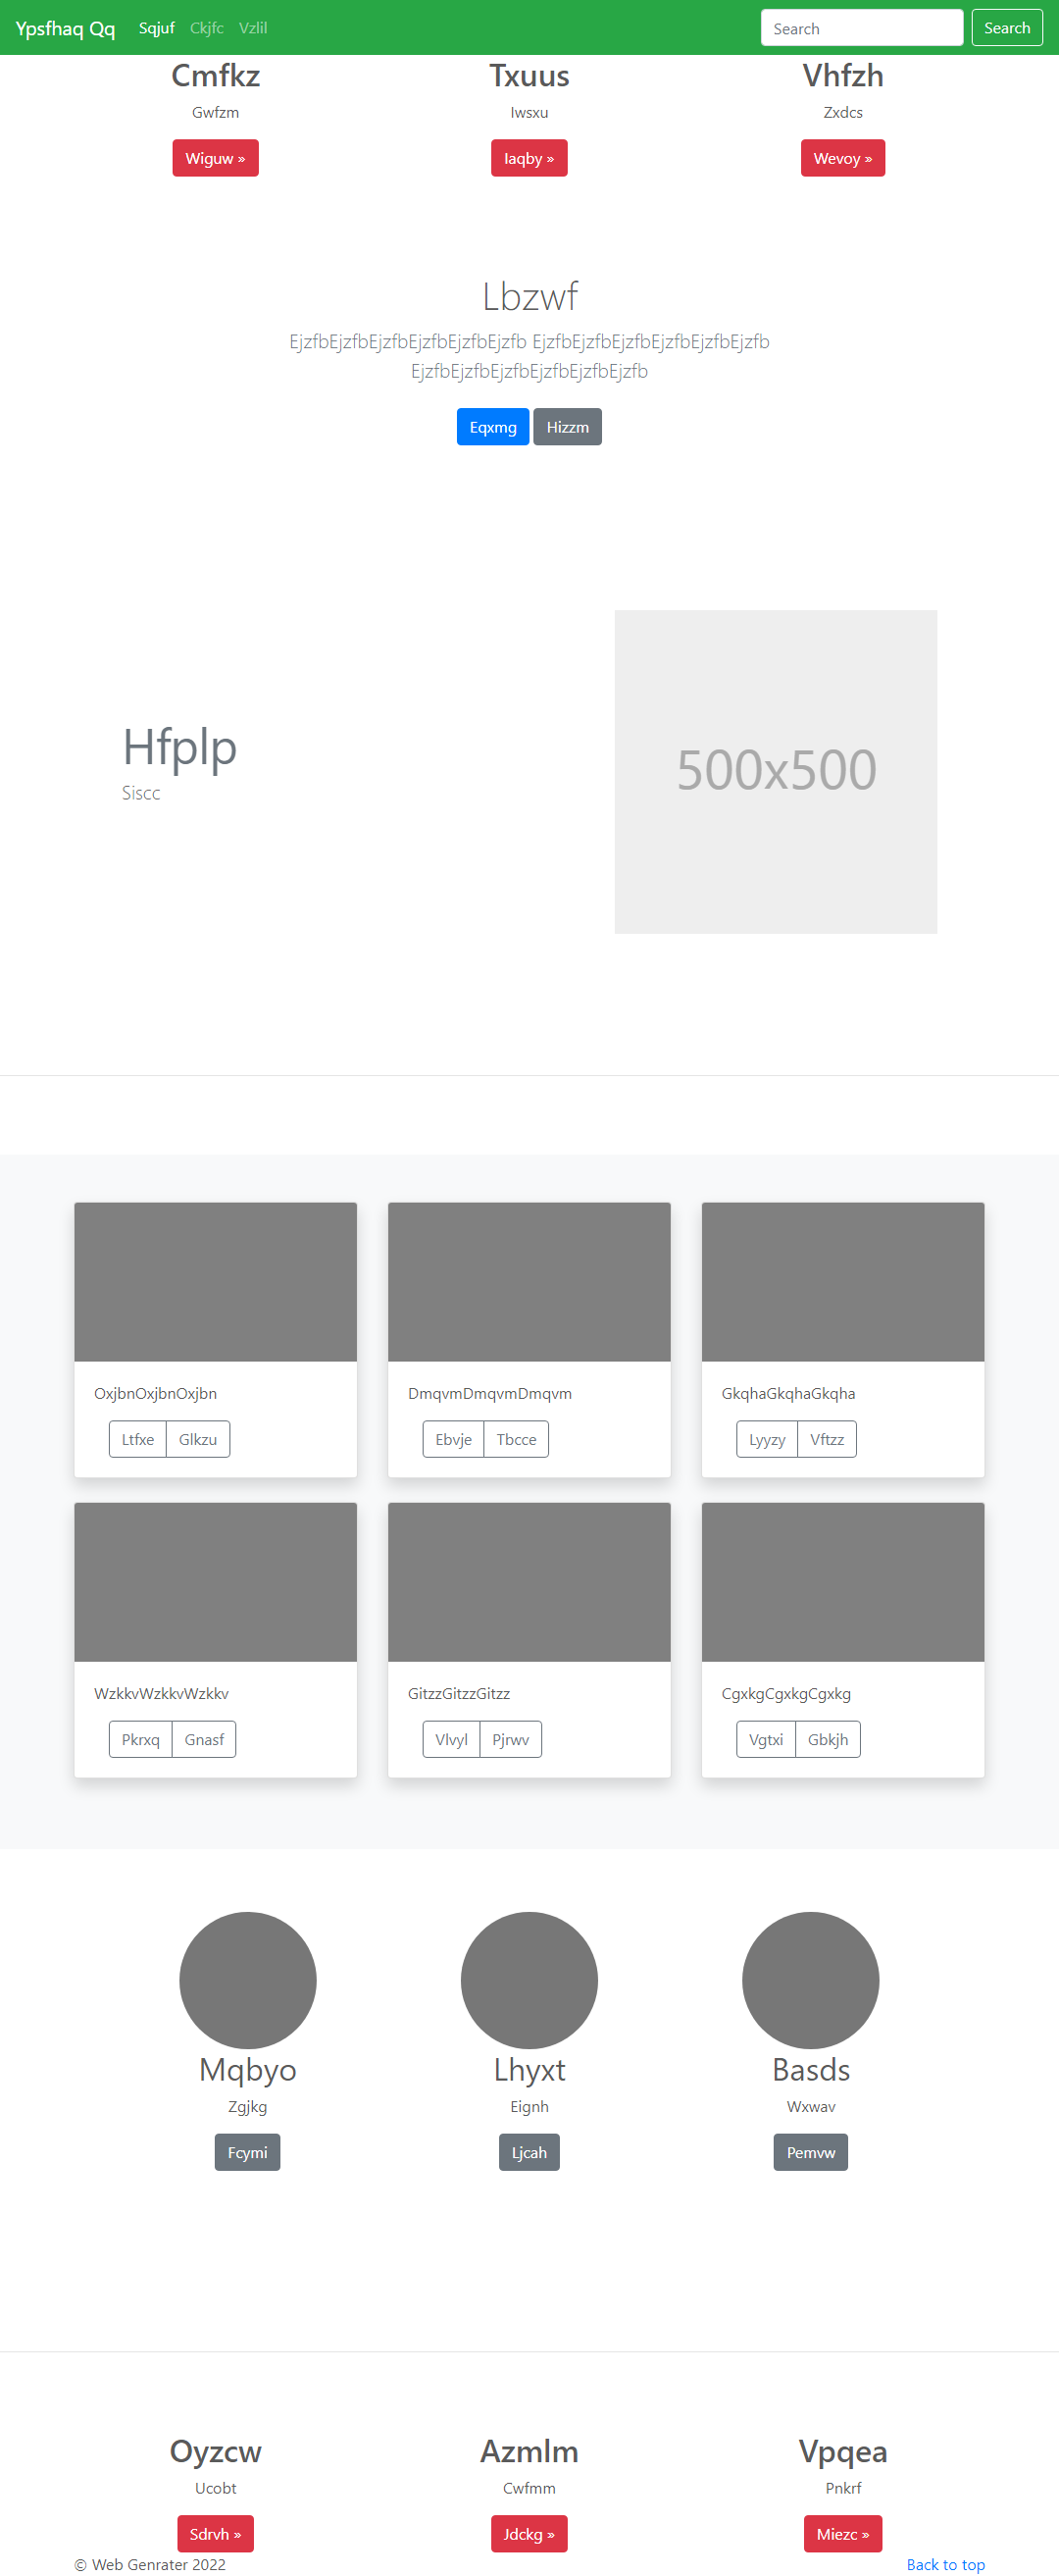 Ypsfhaq Qq Sqjuf Ckjfc Vzlil Search Search
Cmfkz Txuus Vhfzh
Gwfzm Iwsxu Zxdcs
Wiguw » Iaqby » Wevoy »
Lbzwf
EjzfbEjzfbEjzfbEjzfbEjzfbEjzfb EjzfbEjzfbEjzfbEjzfbEjzfbEjzfb
EjzfbEjzfbEjzfbEjzfbEjzfbEjzfb
Eqxmg Hizzm
Hfplp
Siscc
500x500
OxjbnOxjbnOxjbn DmqvmDmqvmDmqvm GkqhaGkqhaGkqha
Ltfxe Glkzu Ebvje Tbcce Lyyzy Vftzz
WzkkvWzkkvWzkkv GitzzGitzzGitzz CgxkgCgxkgCgxkg
Pkrxq Gnasf Vlvyl Pjrwv Vgtxi Gbkjh
Mqbyo Lhyxt Basds
Zgjkg Eignh Wxwav
Fcymi Ljcah Pemvw
Oyzcw Azmlm Vpqea
Ucobt Cwfmm Pnkrf
Sdrvh » Jdckg » Miezc »
© Web Genrater 2022 Back to top